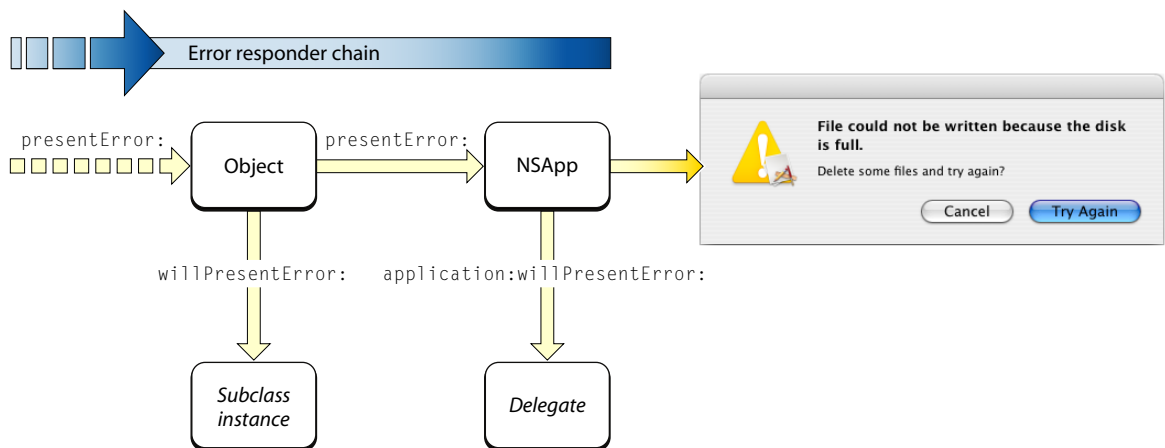 Error responder chain
presentError:
Object
presentError:
NSApp
File could not be written because the disk
is full.
Delete some files and try again?
Cancel
Try Again
willPresentError:
application:willPresentError:
Subclass
instance
Delegate